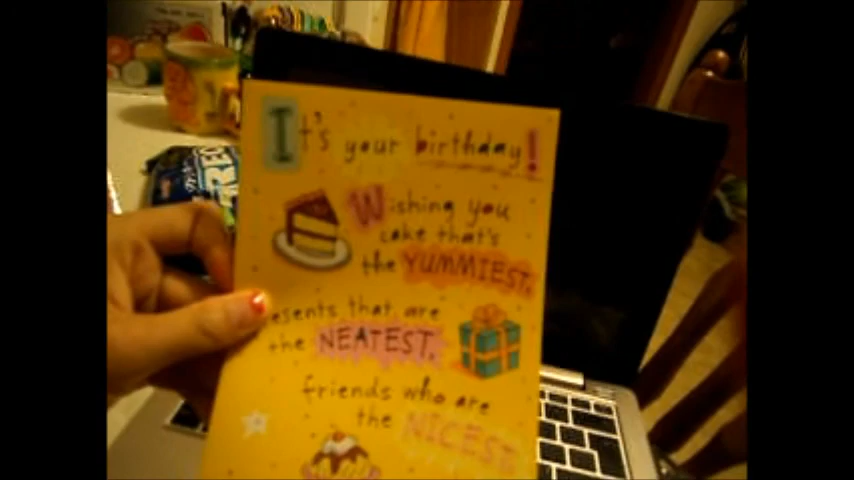 It's your birthday!
Wishing you
cake that's
the YUMMIEST,
esents that are
the NEATEST,
friends who are
the NICEST